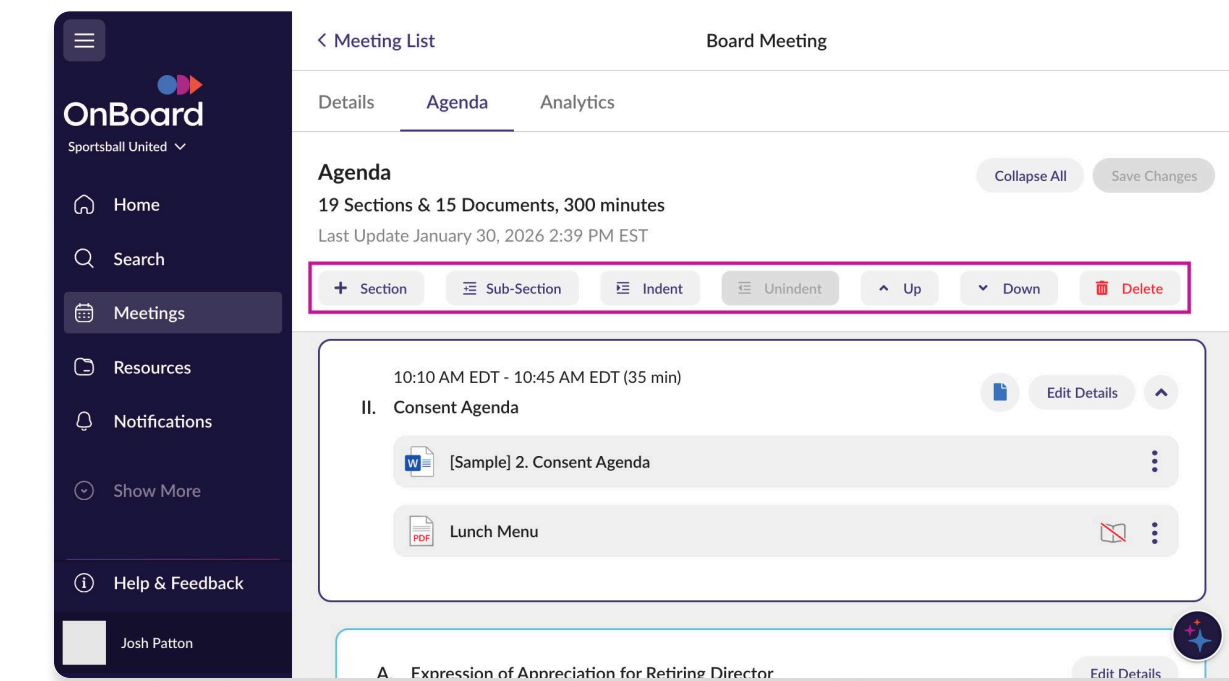 Meeting List
Board Meeting
OnBoard
Sportsball United
Details Agenda Analytics
Home
Search
Meetings
Resources
Notifications
Show More
Help & Feedback
Josh Patton
Agenda
19 Sections & 15 Documents, 300 minutes
Last Update January 30, 2026 2:39 PM EST
Collapse All Save Changes
+ Section Sub-Section Indent Unindent Up Down Delete
10:10 AM EDT - 10:45 AM EDT (35 min)
II. Consent Agenda
Edit Details
W [Sample] 2. Consent Agenda
PDF Lunch Menu
A. Expression of Appreciation for Retiring Director
Edit Details